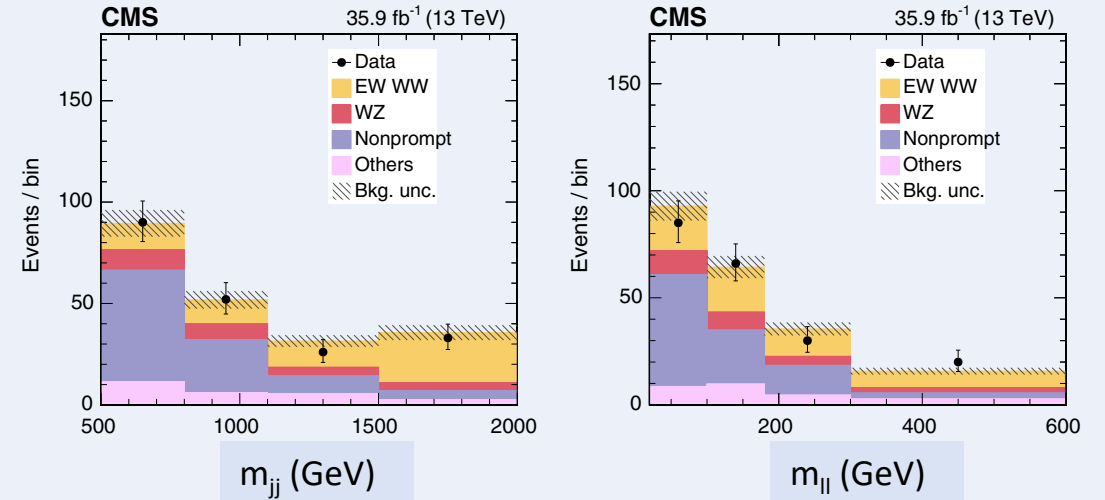 CMS 35.9 fb⁻¹ (13 TeV)
Events / bin
150
100
50
0
Data
EW WW
WZ
Nonprompt
Others
Bkg. unc.
500 1000 1500 2000
m_jj (GeV)
CMS 35.9 fb⁻¹ (13 TeV)
Events / bin
150
100
50
0
Data
EW WW
WZ
Nonprompt
Others
Bkg. unc.
200 400 600
m_ll (GeV)